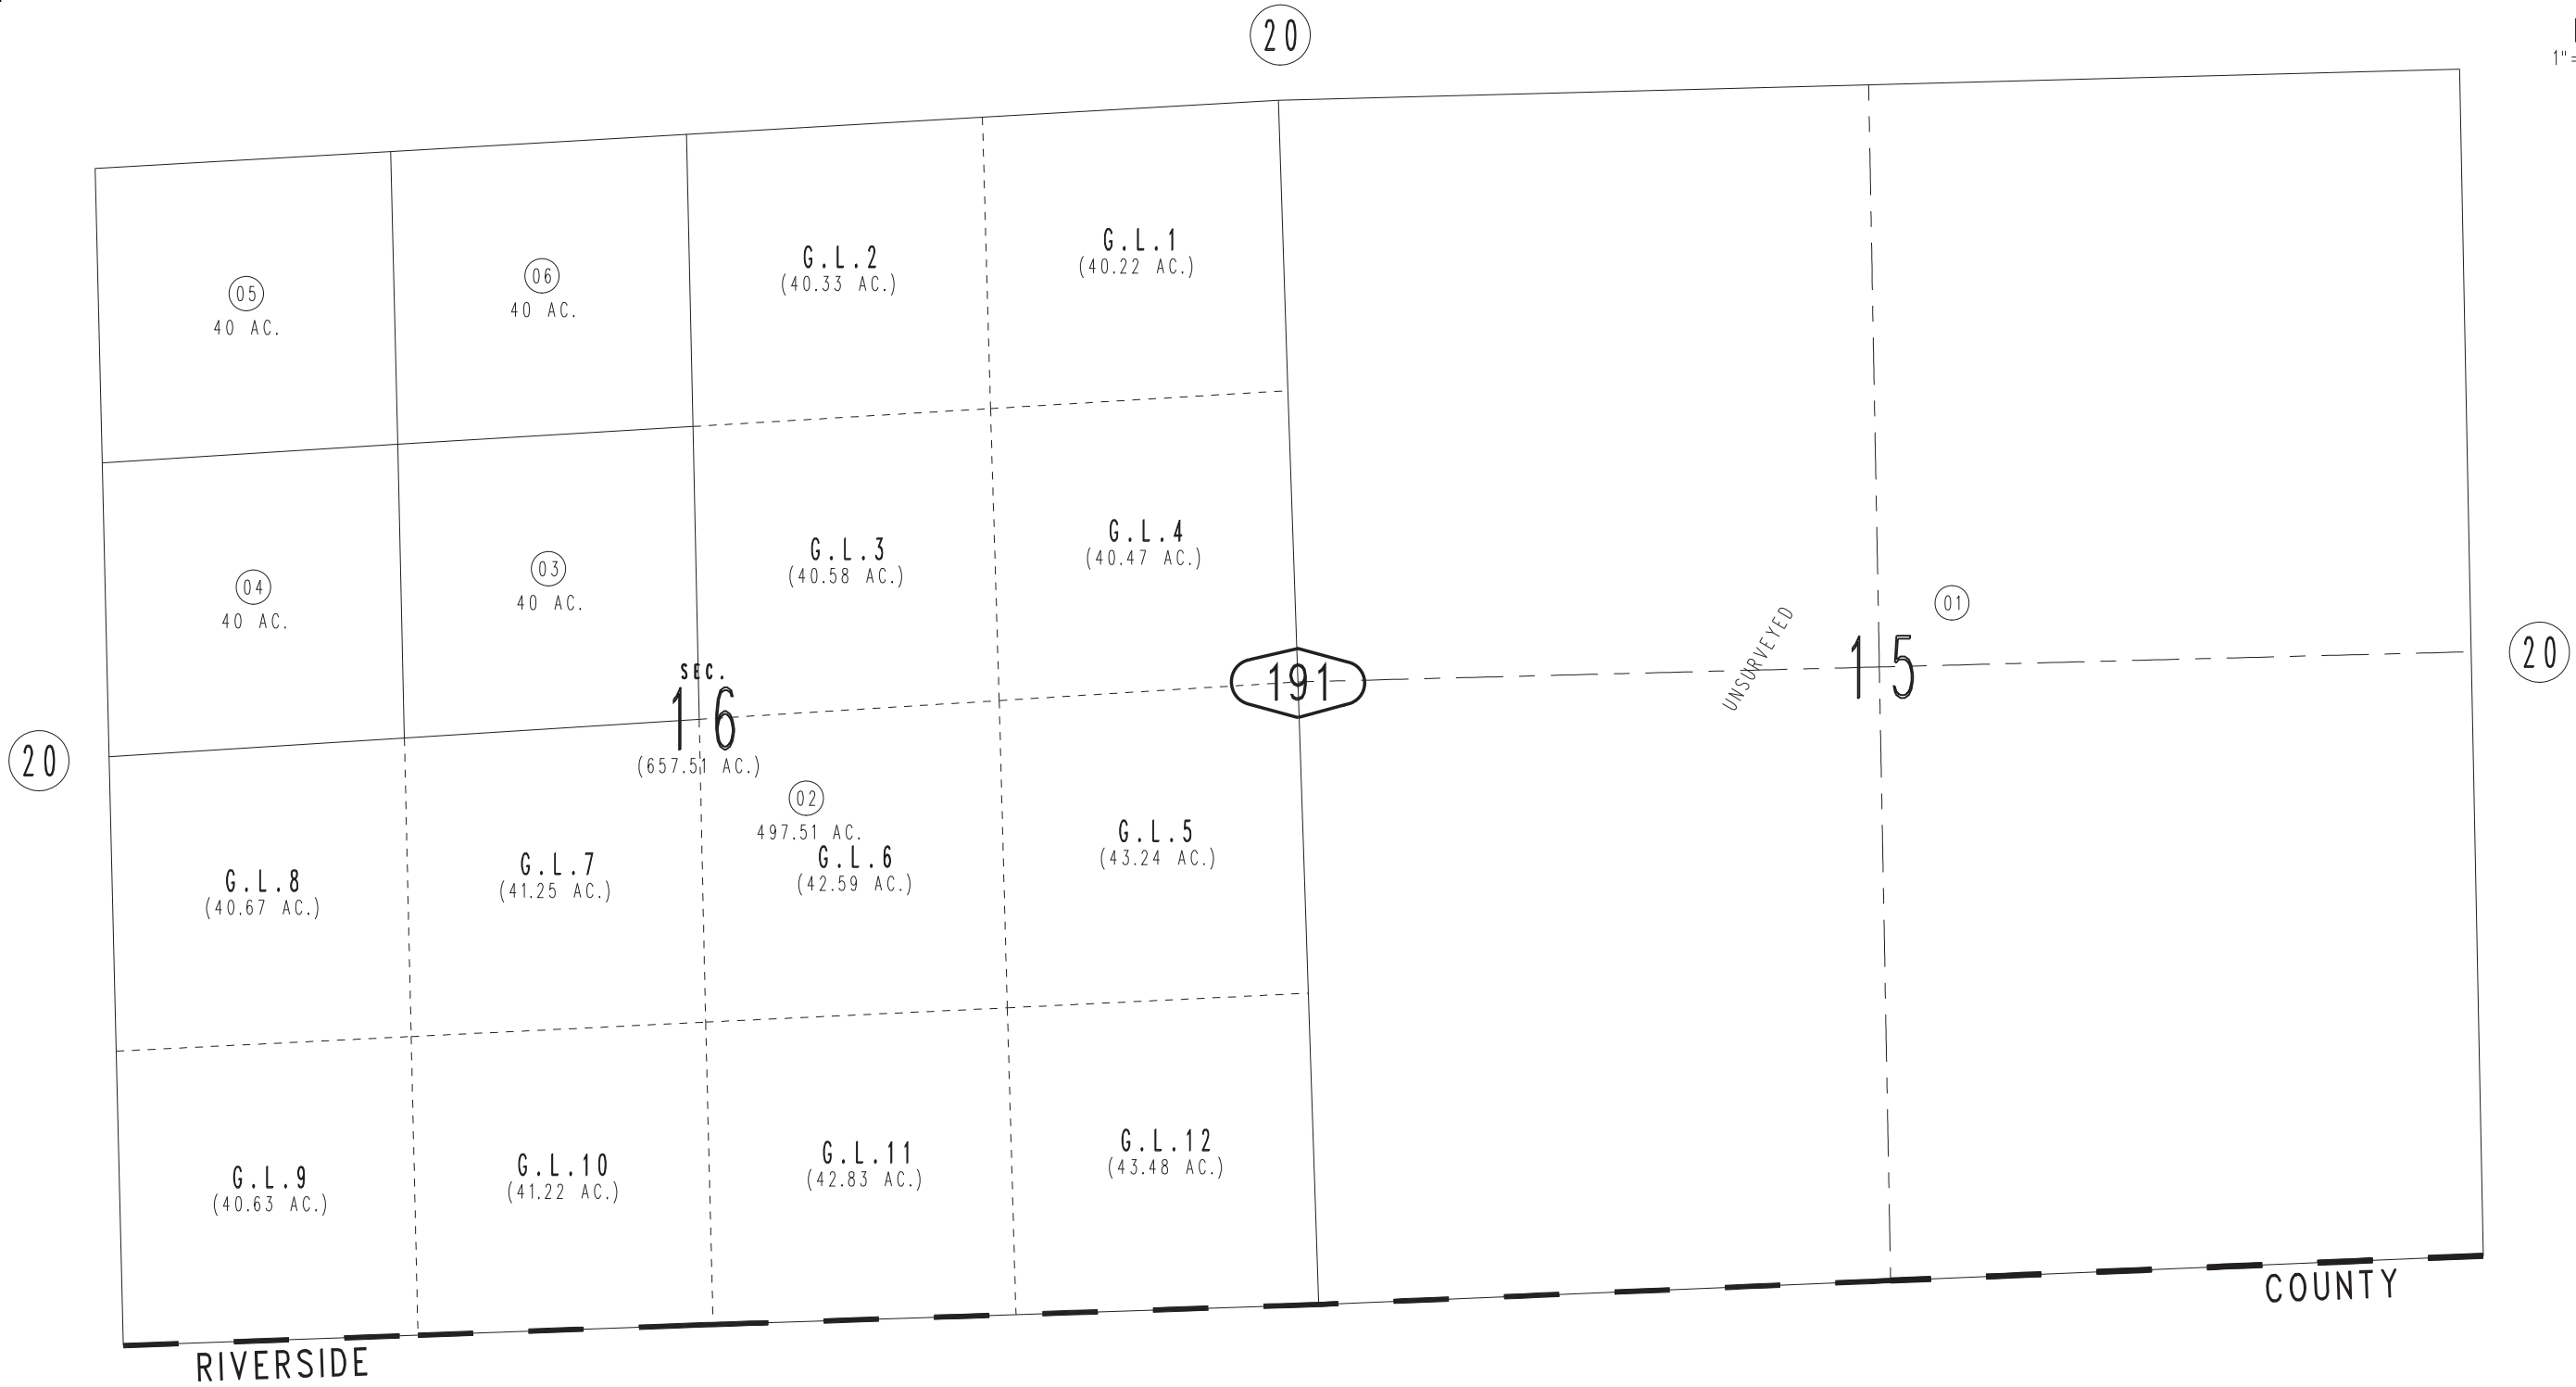 20
1"=
G.L.1
(40.22 AC.)
G.L.2
(40.33 AC.)
06
40 AC.
05
40 AC.
G.L.4
(40.47 AC.)
G.L.3
(40.58 AC.)
03
40 AC.
04
40 AC.
01
UNSURVEYED
15
20
191
SEC.
16
(657.51 AC.)
20
02
497.51 AC.
G.L.5
(43.24 AC.)
G.L.6
(42.59 AC.)
G.L.7
(41.25 AC.)
G.L.8
(40.67 AC.)
G.L.12
(43.48 AC.)
G.L.11
(42.83 AC.)
G.L.10
(41.22 AC.)
G.L.9
(40.63 AC.)
RIVERSIDE
COUNTY